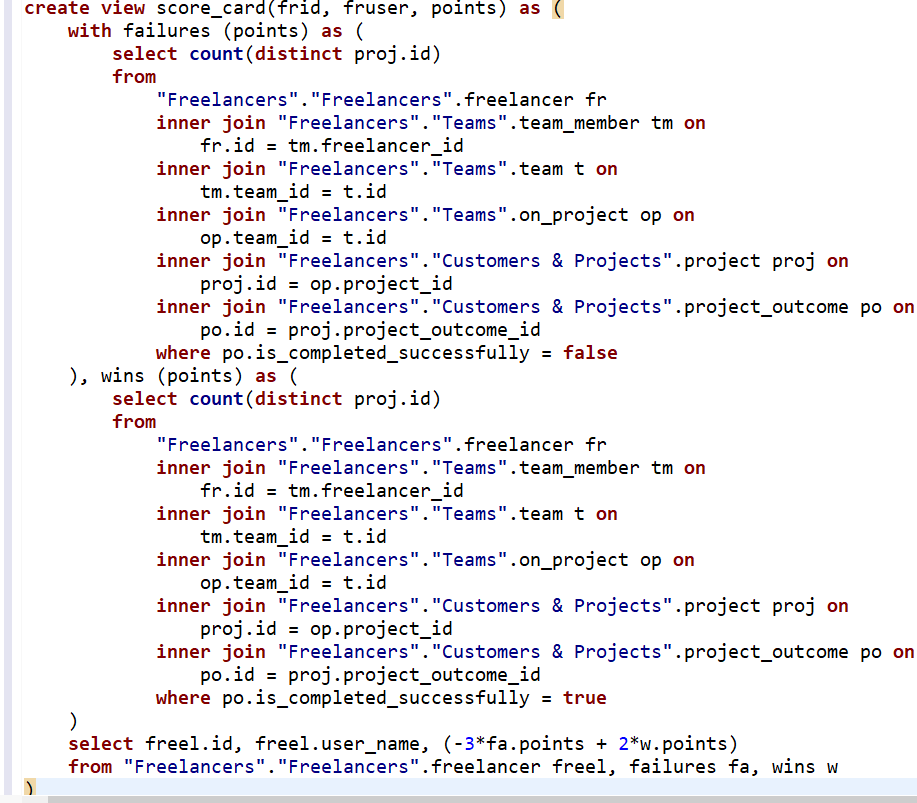 create view score_card(frid, fruser, points) as (
with failures (points) as (
select count(distinct proj.id)
from
"Freelancers"."Freelancers".freelancer fr
inner join "Freelancers"."Teams".team_member tm on
fr.id = tm.freelancer_id
inner join "Freelancers"."Teams".team t on
tm.team_id = t.id
inner join "Freelancers"."Teams".on_project op on
op.team_id = t.id
inner join "Freelancers"."Customers & Projects".project proj on
proj.id = op.project_id
inner join "Freelancers"."Customers & Projects".project_outcome po on
po.id = proj.project_outcome_id
where po.is_completed_successfully = false
), wins (points) as (
select count(distinct proj.id)
from
"Freelancers"."Freelancers".freelancer fr
inner join "Freelancers"."Teams".team_member tm on
fr.id = tm.freelancer_id
inner join "Freelancers"."Teams".team t on
tm.team_id = t.id
inner join "Freelancers"."Teams".on_project op on
op.team_id = t.id
inner join "Freelancers"."Customers & Projects".project proj on
proj.id = op.project_id
inner join "Freelancers"."Customers & Projects".project_outcome po on
po.id = proj.project_outcome_id
where po.is_completed_successfully = true
)
select freel.id, freel.user_name, (-3*fa.points + 2*w.points)
from "Freelancers"."Freelancers".freelancer freel, failures fa, wins w
)